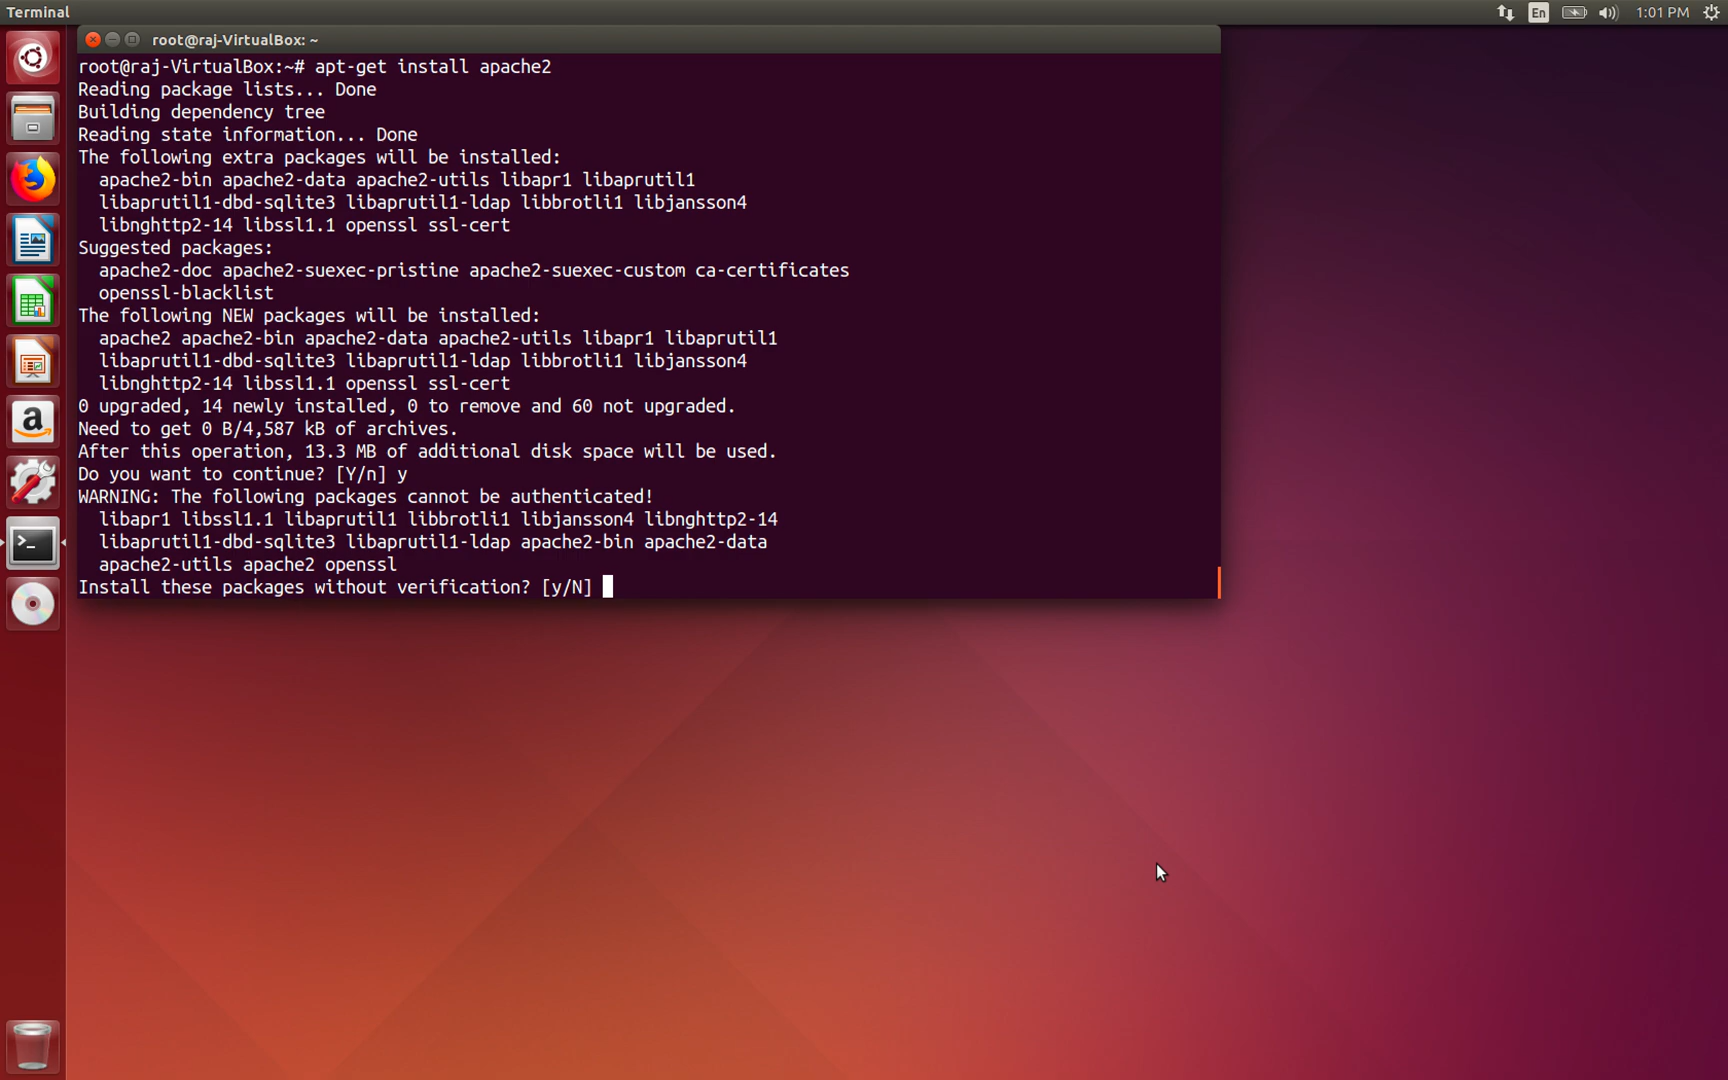 Terminal
En
1:01 PM
root@raj-VirtualBox: ~
root@raj-VirtualBox:~# apt-get install apache2
Reading package lists... Done
Building dependency tree
Reading state information... Done
The following extra packages will be installed:
  apache2-bin apache2-data apache2-utils libapr1 libaprutil1
  libaprutil1-dbd-sqlite3 libaprutil1-ldap libbrotli1 libjansson4
  libnghttp2-14 libssl1.1 openssl ssl-cert
Suggested packages:
  apache2-doc apache2-suexec-pristine apache2-suexec-custom ca-certificates
  openssl-blacklist
The following NEW packages will be installed:
  apache2 apache2-bin apache2-data apache2-utils libapr1 libaprutil1
  libaprutil1-dbd-sqlite3 libaprutil1-ldap libbrotli1 libjansson4
  libnghttp2-14 libssl1.1 openssl ssl-cert
0 upgraded, 14 newly installed, 0 to remove and 60 not upgraded.
Need to get 0 B/4,587 kB of archives.
After this operation, 13.3 MB of additional disk space will be used.
Do you want to continue? [Y/n] y
WARNING: The following packages cannot be authenticated!
  libapr1 libssl1.1 libaprutil1 libbrotli1 libjansson4 libnghttp2-14
  libaprutil1-dbd-sqlite3 libaprutil1-ldap apache2-bin apache2-data
  apache2-utils apache2 openssl
Install these packages without verification? [y/N]